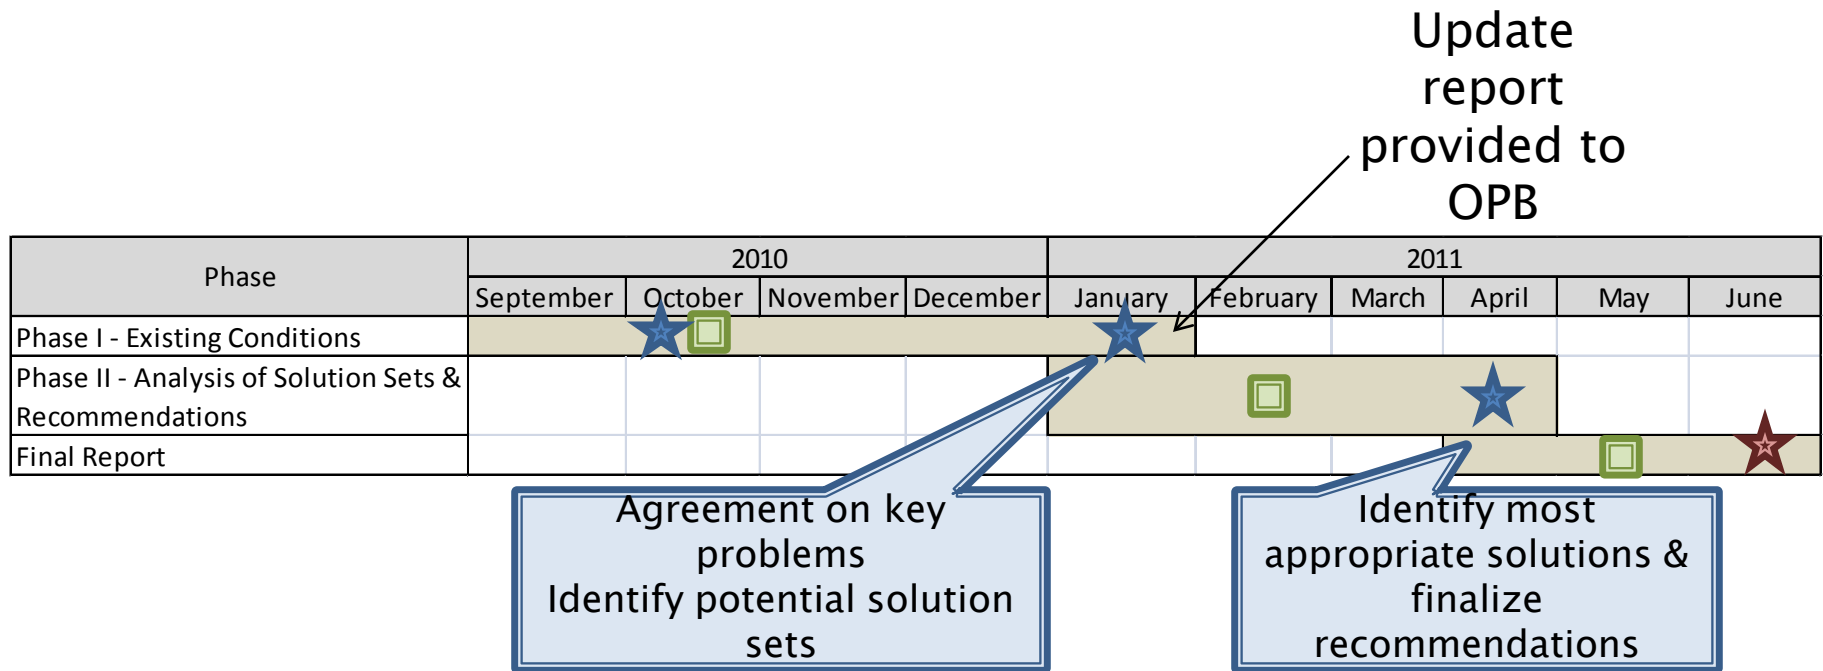 Update
report
provided to
OPB
Phase
2010
2011
September
October
November
December
January
February
March
April
May
June
Phase I - Existing Conditions
Phase II - Analysis of Solution Sets &
Recommendations
Final Report
Agreement on key
problems
Identify potential solution
sets
Identify most
appropriate solutions &
finalize
recommendations